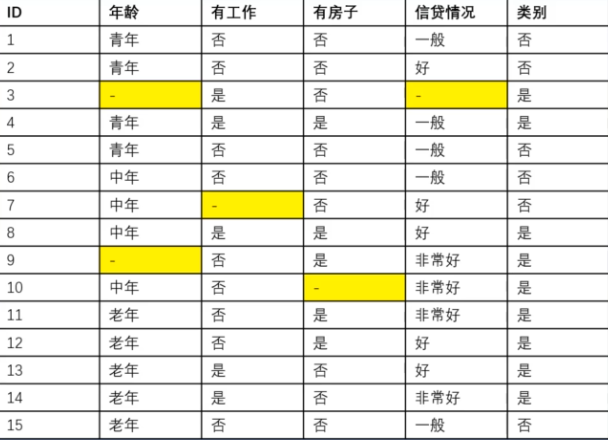 ID 年龄 有工作 有房子 信贷情况 类别
1 青年 否 否 一般 否
2 青年 否 否 好 否
3 - 是 否 - 是
4 青年 是 是 一般 是
5 青年 否 否 一般 否
6 中年 否 否 一般 否
7 中年 - 否 好 否
8 中年 是 是 好 是
9 - 否 是 非常好 是
10 中年 否 - 非常好 是
11 老年 否 是 非常好 是
12 老年 否 是 好 是
13 老年 是 否 好 是
14 老年 是 否 非常好 是
15 老年 否 否 一般 否